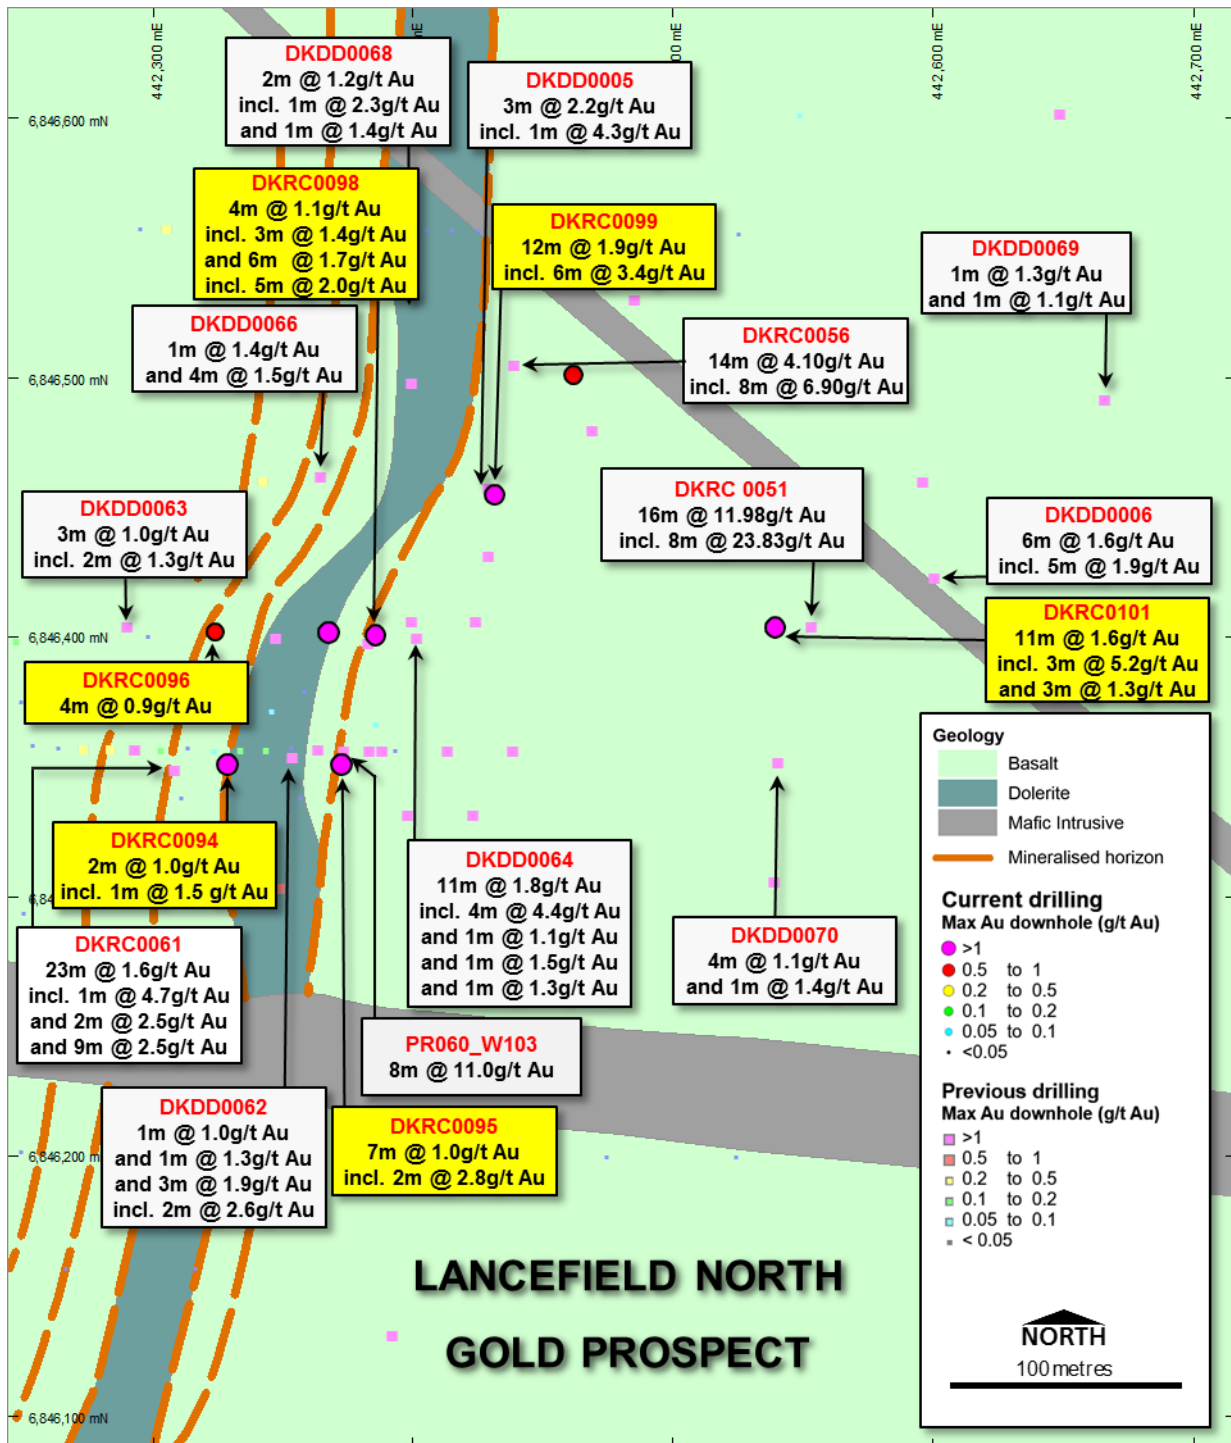 442,300 mE
mE
00 mE
442,600 mE
442,700 mE
6,846,600 mN
6,846,500 mN
6,846,400 mN
6,84
6,846,200 mN
6,846,100 mN
DKDD0068
2m @ 1.2g/t Au
incl. 1m @ 2.3g/t Au
and 1m @ 1.4g/t Au
DKDD0005
3m @ 2.2g/t Au
incl. 1m @ 4.3g/t Au
DKRC0098
4m @ 1.1g/t Au
incl. 3m @ 1.4g/t Au
and 6m @ 1.7g/t Au
incl. 5m @ 2.0g/t Au
DKRC0099
12m @ 1.9g/t Au
incl. 6m @ 3.4g/t Au
DKDD0069
1m @ 1.3g/t Au
and 1m @ 1.1g/t Au
DKDD0066
1m @ 1.4g/t Au
and 4m @ 1.5g/t Au
DKRC0056
14m @ 4.10g/t Au
incl. 8m @ 6.90g/t Au
DKDD0063
3m @ 1.0g/t Au
incl. 2m @ 1.3g/t Au
DKRC 0051
16m @ 11.98g/t Au
incl. 8m @ 23.83g/t Au
DKDD0006
6m @ 1.6g/t Au
incl. 5m @ 1.9g/t Au
DKRC0101
11m @ 1.6g/t Au
incl. 3m @ 5.2g/t Au
and 3m @ 1.3g/t Au
DKRC0096
4m @ 0.9g/t Au
DKRC0094
2m @ 1.0g/t Au
incl. 1m @ 1.5 g/t Au
DKDD0064
11m @ 1.8g/t Au
incl. 4m @ 4.4g/t Au
and 1m @ 1.1g/t Au
and 1m @ 1.5g/t Au
and 1m @ 1.3g/t Au
DKDD0070
4m @ 1.1g/t Au
and 1m @ 1.4g/t Au
DKRC0061
23m @ 1.6g/t Au
incl. 1m @ 4.7g/t Au
and 2m @ 2.5g/t Au
and 9m @ 2.5g/t Au
PR060_W103
8m @ 11.0g/t Au
DKDD0062
1m @ 1.0g/t Au
and 1m @ 1.3g/t Au
and 3m @ 1.9g/t Au
incl. 2m @ 2.6g/t Au
DKRC0095
7m @ 1.0g/t Au
incl. 2m @ 2.8g/t Au
LANCEFIELD NORTH
GOLD PROSPECT
Geology
Basalt
Dolerite
Mafic Intrusive
Mineralised horizon
Current drilling
Max Au downhole (g/t Au)
>1
0.5 to 1
0.2 to 0.5
0.1 to 0.2
0.05 to 0.1
<0.05
Previous drilling
Max Au downhole (g/t Au)
>1
0.5 to 1
0.2 to 0.5
0.1 to 0.2
0.05 to 0.1
< 0.05
NORTH
100 metres